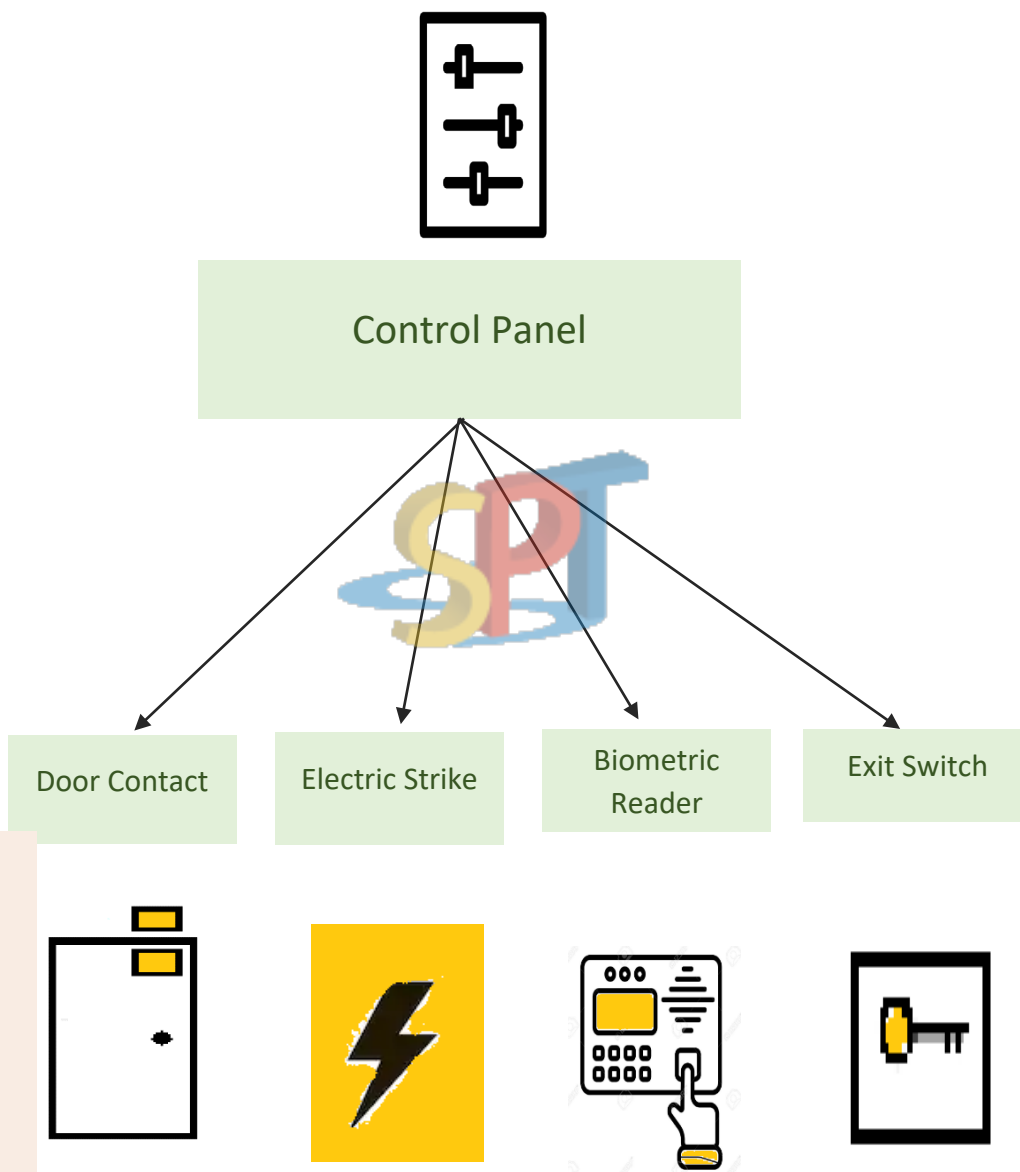 Control Panel
SPT
Door Contact
Electric Strike
Biometric
Reader
Exit Switch